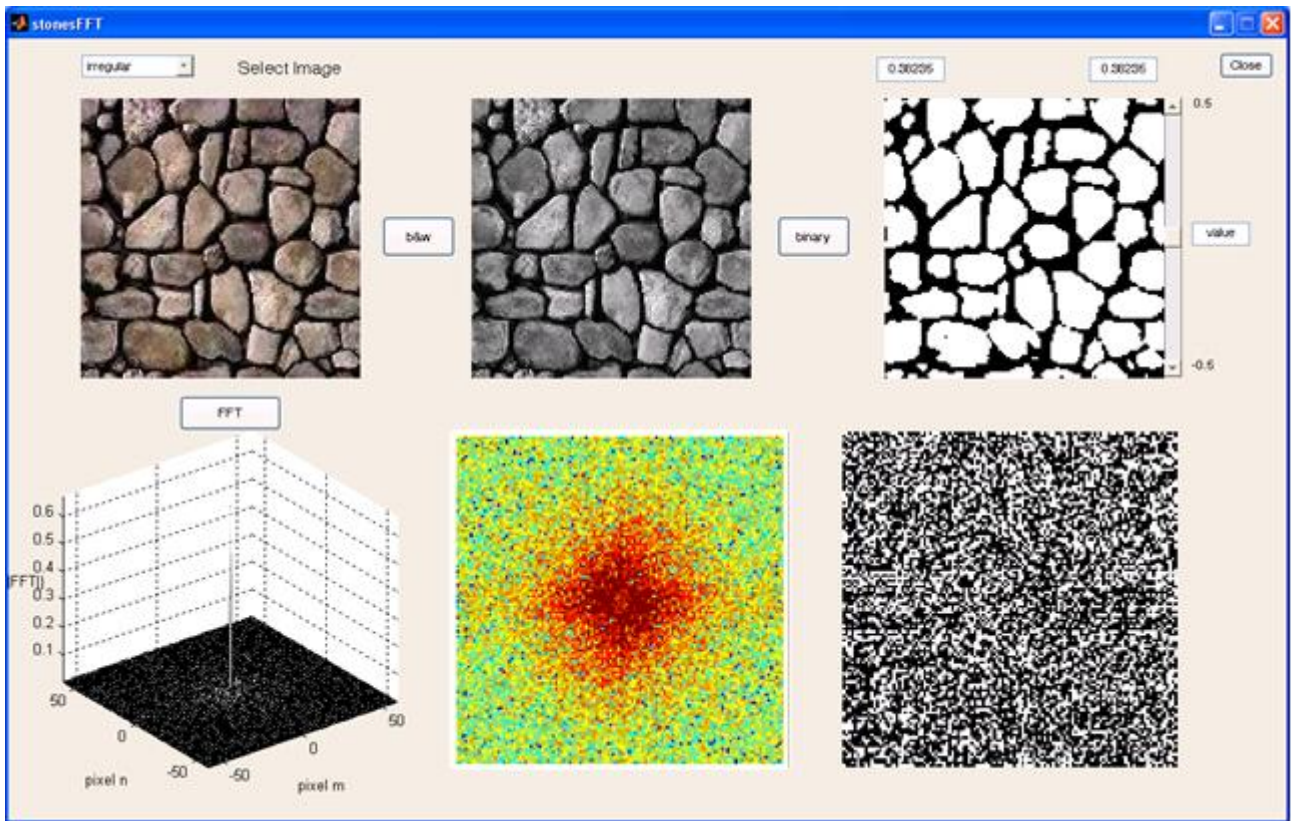 stonesFFT
irregular Select Image 0.38235 0.38235 Close
0.5
b&w binary value
-0.5
FFT
0.6
0.5
0.4
|FFT|)
0.3
0.2
0.1
50 50
0 0
-50 -50
pixel n pixel m